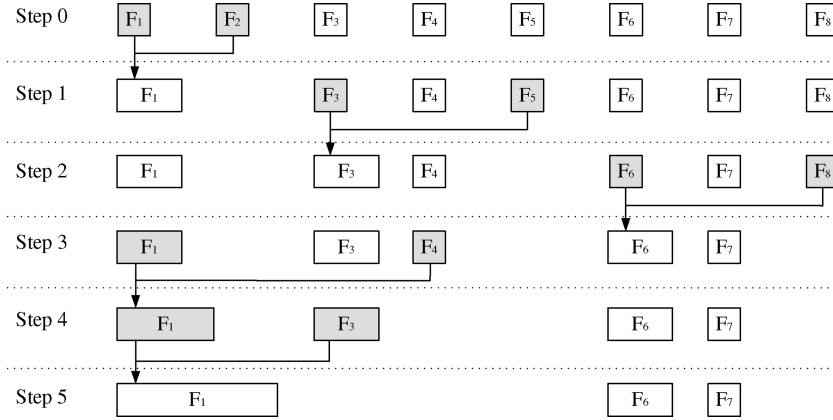 Step 0 F1 F2 F3 F4 F5 F6 F7 F8
Step 1 F1 F3 F4 F5 F6 F7 F8
Step 2 F1 F3 F4 F6 F7 F8
Step 3 F1 F3 F4 F6 F7
Step 4 F1 F3 F6 F7
Step 5 F1 F6 F7